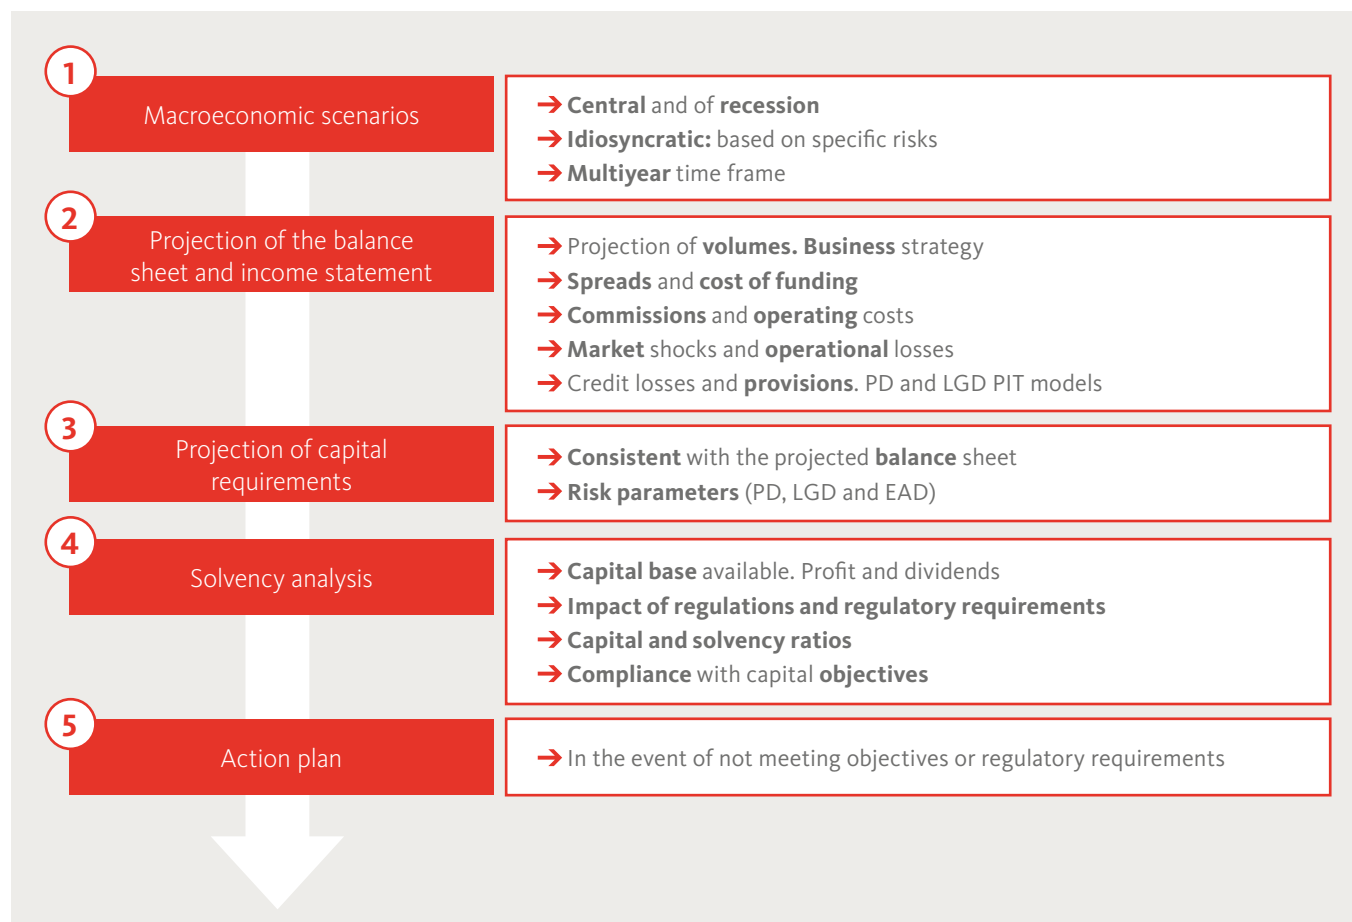 1
Macroeconomic scenarios
➔ Central and of recession
➔ Idiosyncratic: based on specific risks
➔ Multiyear time frame
2
Projection of the balance
sheet and income statement
➔ Projection of volumes. Business strategy
➔ Spreads and cost of funding
➔ Commissions and operating costs
➔ Market shocks and operational losses
➔ Credit losses and provisions. PD and LGD PIT models
3
Projection of capital
requirements
➔ Consistent with the projected balance sheet
➔ Risk parameters (PD, LGD and EAD)
4
Solvency analysis
➔ Capital base available. Profit and dividends
➔ Impact of regulations and regulatory requirements
➔ Capital and solvency ratios
➔ Compliance with capital objectives
5
Action plan
➔ In the event of not meeting objectives or regulatory requirements